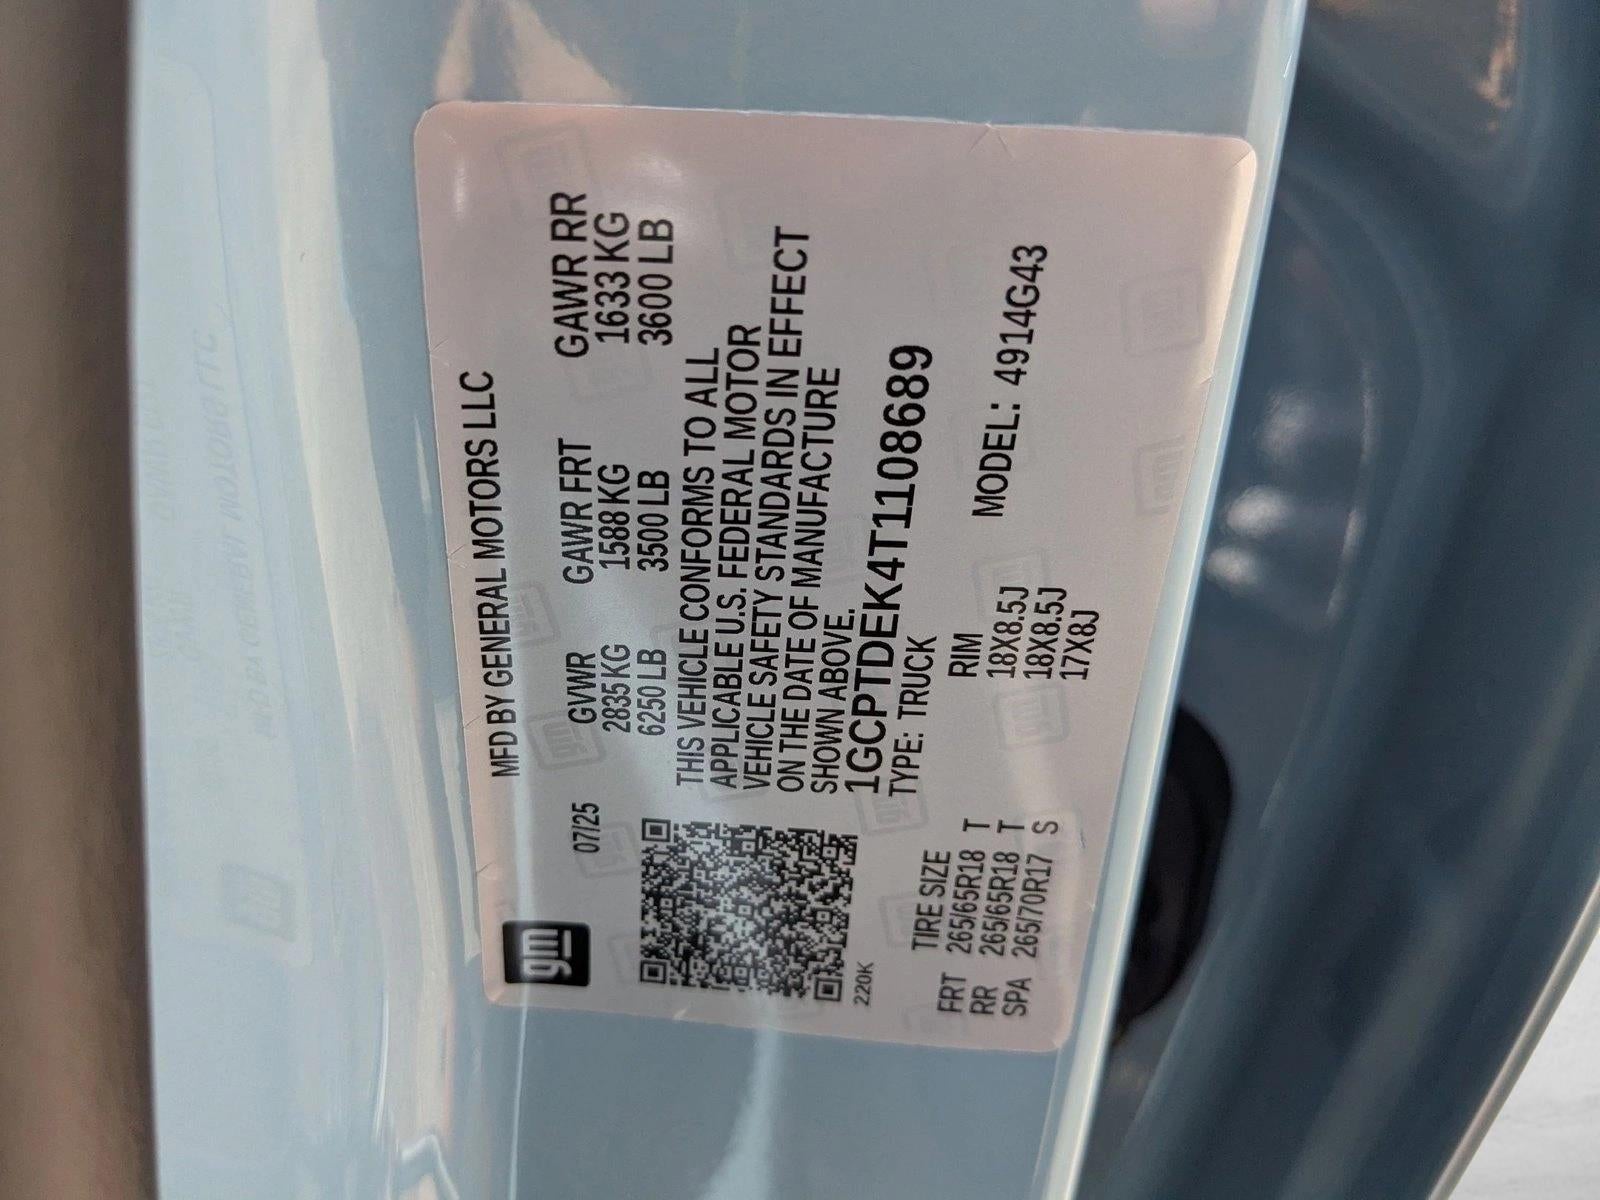 gm
MFD BY GENERAL MOTORS LLC
07/25
GVWR GAWR FRT GAWR RR
2835 KG 1588 KG 1633 KG
6250 LB 3500 LB 3600 LB
THIS VEHICLE CONFORMS TO ALL
APPLICABLE U.S. FEDERAL MOTOR
VEHICLE SAFETY STANDARDS IN EFFECT
ON THE DATE OF MANUFACTURE
SHOWN ABOVE.
1GCPTDEK4T1108689
TYPE: TRUCK
MODEL: 4914G43
220K
TIRE SIZE RIM
FRT 265/65R18 T 18X8.5J
RR 265/65R18 T 18X8.5J
SPA 265/70R17 S 17X8J